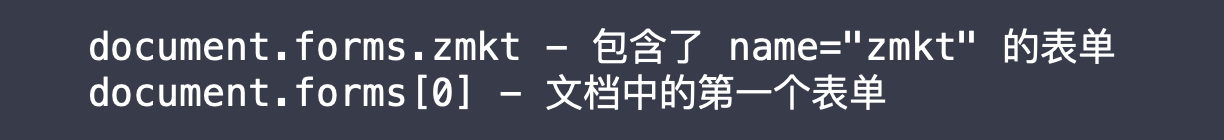 document.forms.zmkt – 包含了 name="zmkt" 的表单
document.forms[0] – 文档中的第一个表单